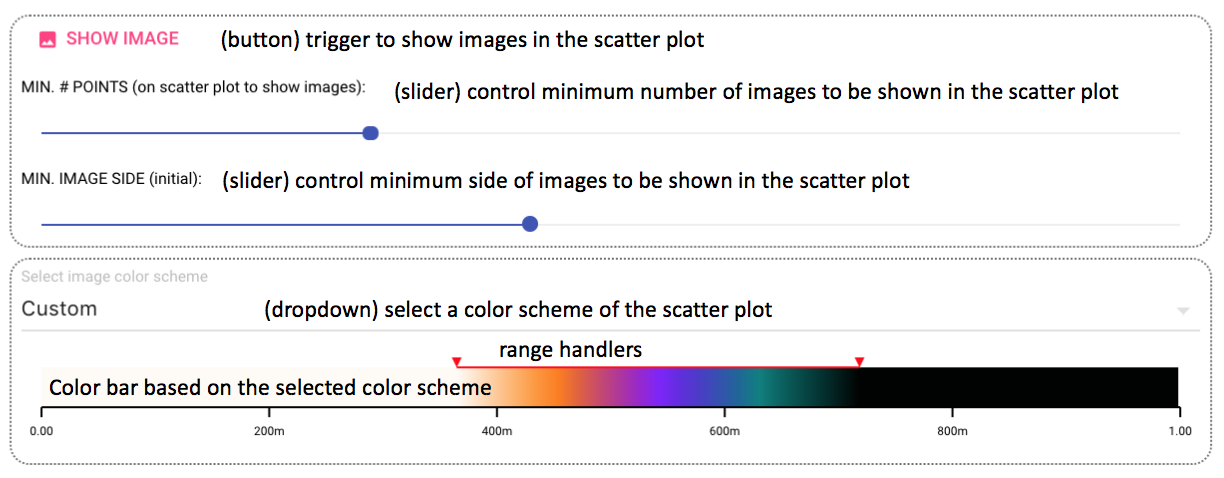 SHOW IMAGE (button) trigger to show images in the scatter plot
MIN. # POINTS (on scatter plot to show images): (slider) control minimum number of images to be shown in the scatter plot
MIN. IMAGE SIDE (initial): (slider) control minimum side of images to be shown in the scatter plot
Select image color scheme
Custom (dropdown) select a color scheme of the scatter plot
range handlers
Color bar based on the selected color scheme
0.00 200m 400m 600m 800m 1.00